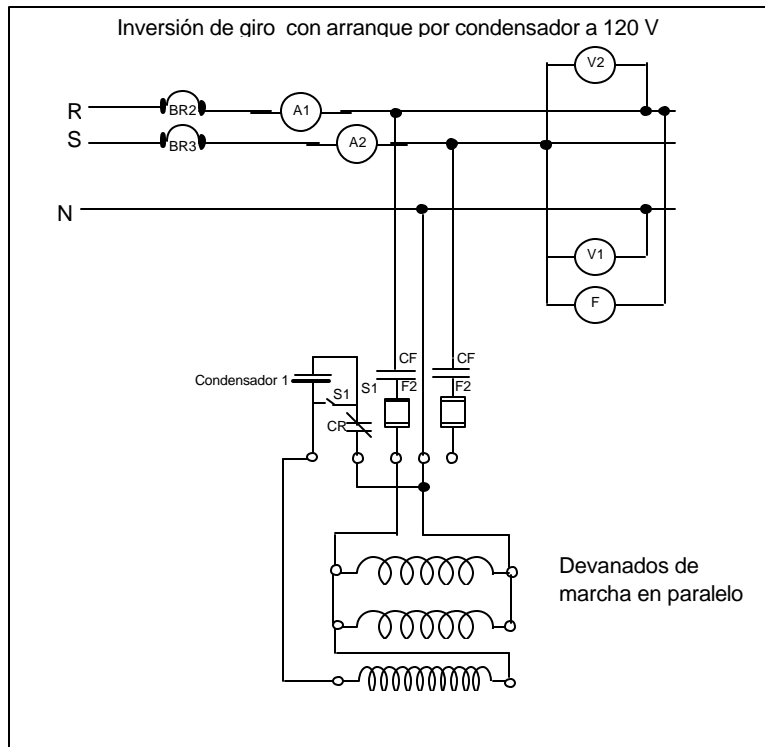 Inversión de giro con arranque por condensador a 120 V
V2
R
BR2
A1
S
BR3
A2
N
V1
F
CF
CF
Condensador 1
S1
S1
F2
F2
CR
Devanados de
marcha en paralelo